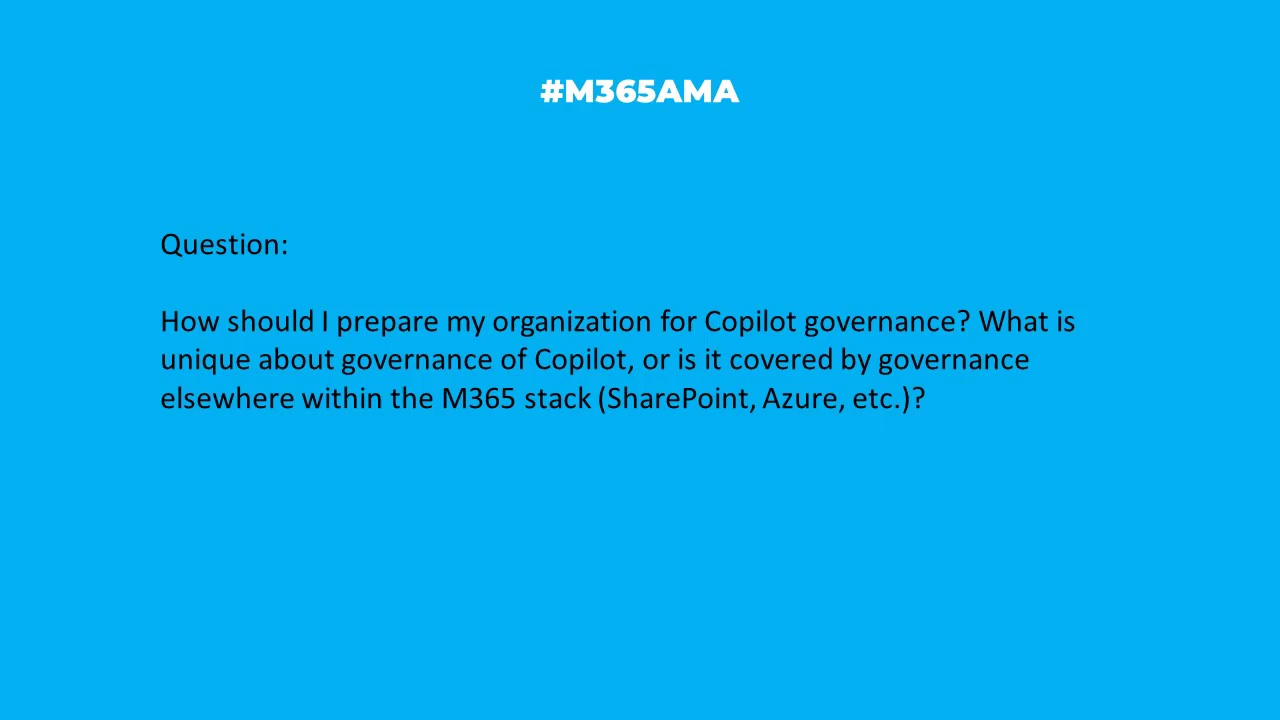 #M365AMA
Question:
How should I prepare my organization for Copilot governance? What is
unique about governance of Copilot, or is it covered by governance
elsewhere within the M365 stack (SharePoint, Azure, etc.)?